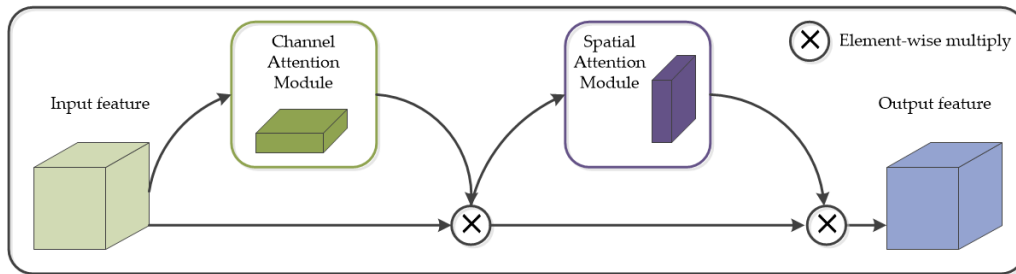 Channel
Attention
Module
Spatial
Attention
Module
Element-wise multiply
Input feature
Output feature